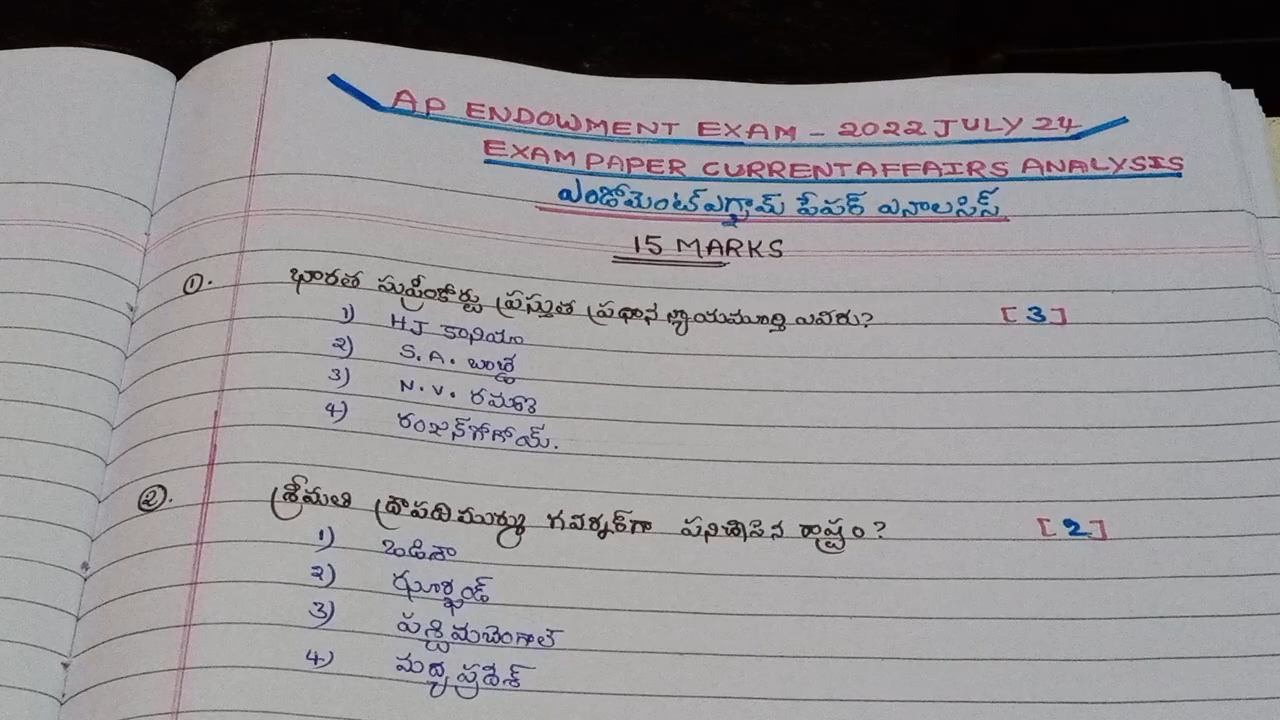 AP ENDOWMENT EXAM - 2022 JULY 24
EXAM PAPER CURRENT AFFAIRS ANALYSIS
ఎండోమెంట్ ఎగ్జామ్ పేపర్ ఎనాలసిస్
15 MARKS
①. భారత సుప్రీంకోర్టు ప్రస్తుత ప్రధాన న్యాయమూర్తి ఎవరు? [3]
1) HJ కానియా
2) S.A. బాబ్డే
3) N.V. రమణ
4) రంజన్ గోగోయ్.
②. శ్రీమతి ద్రౌపది ముర్ము గవర్నర్‌గా పనిచేసిన రాష్ట్రం? [2]
1) ఒడిశా
2) ఝార్ఖండ్
3) పశ్చిమబెంగాల్
4) మధ్యప్రదేశ్